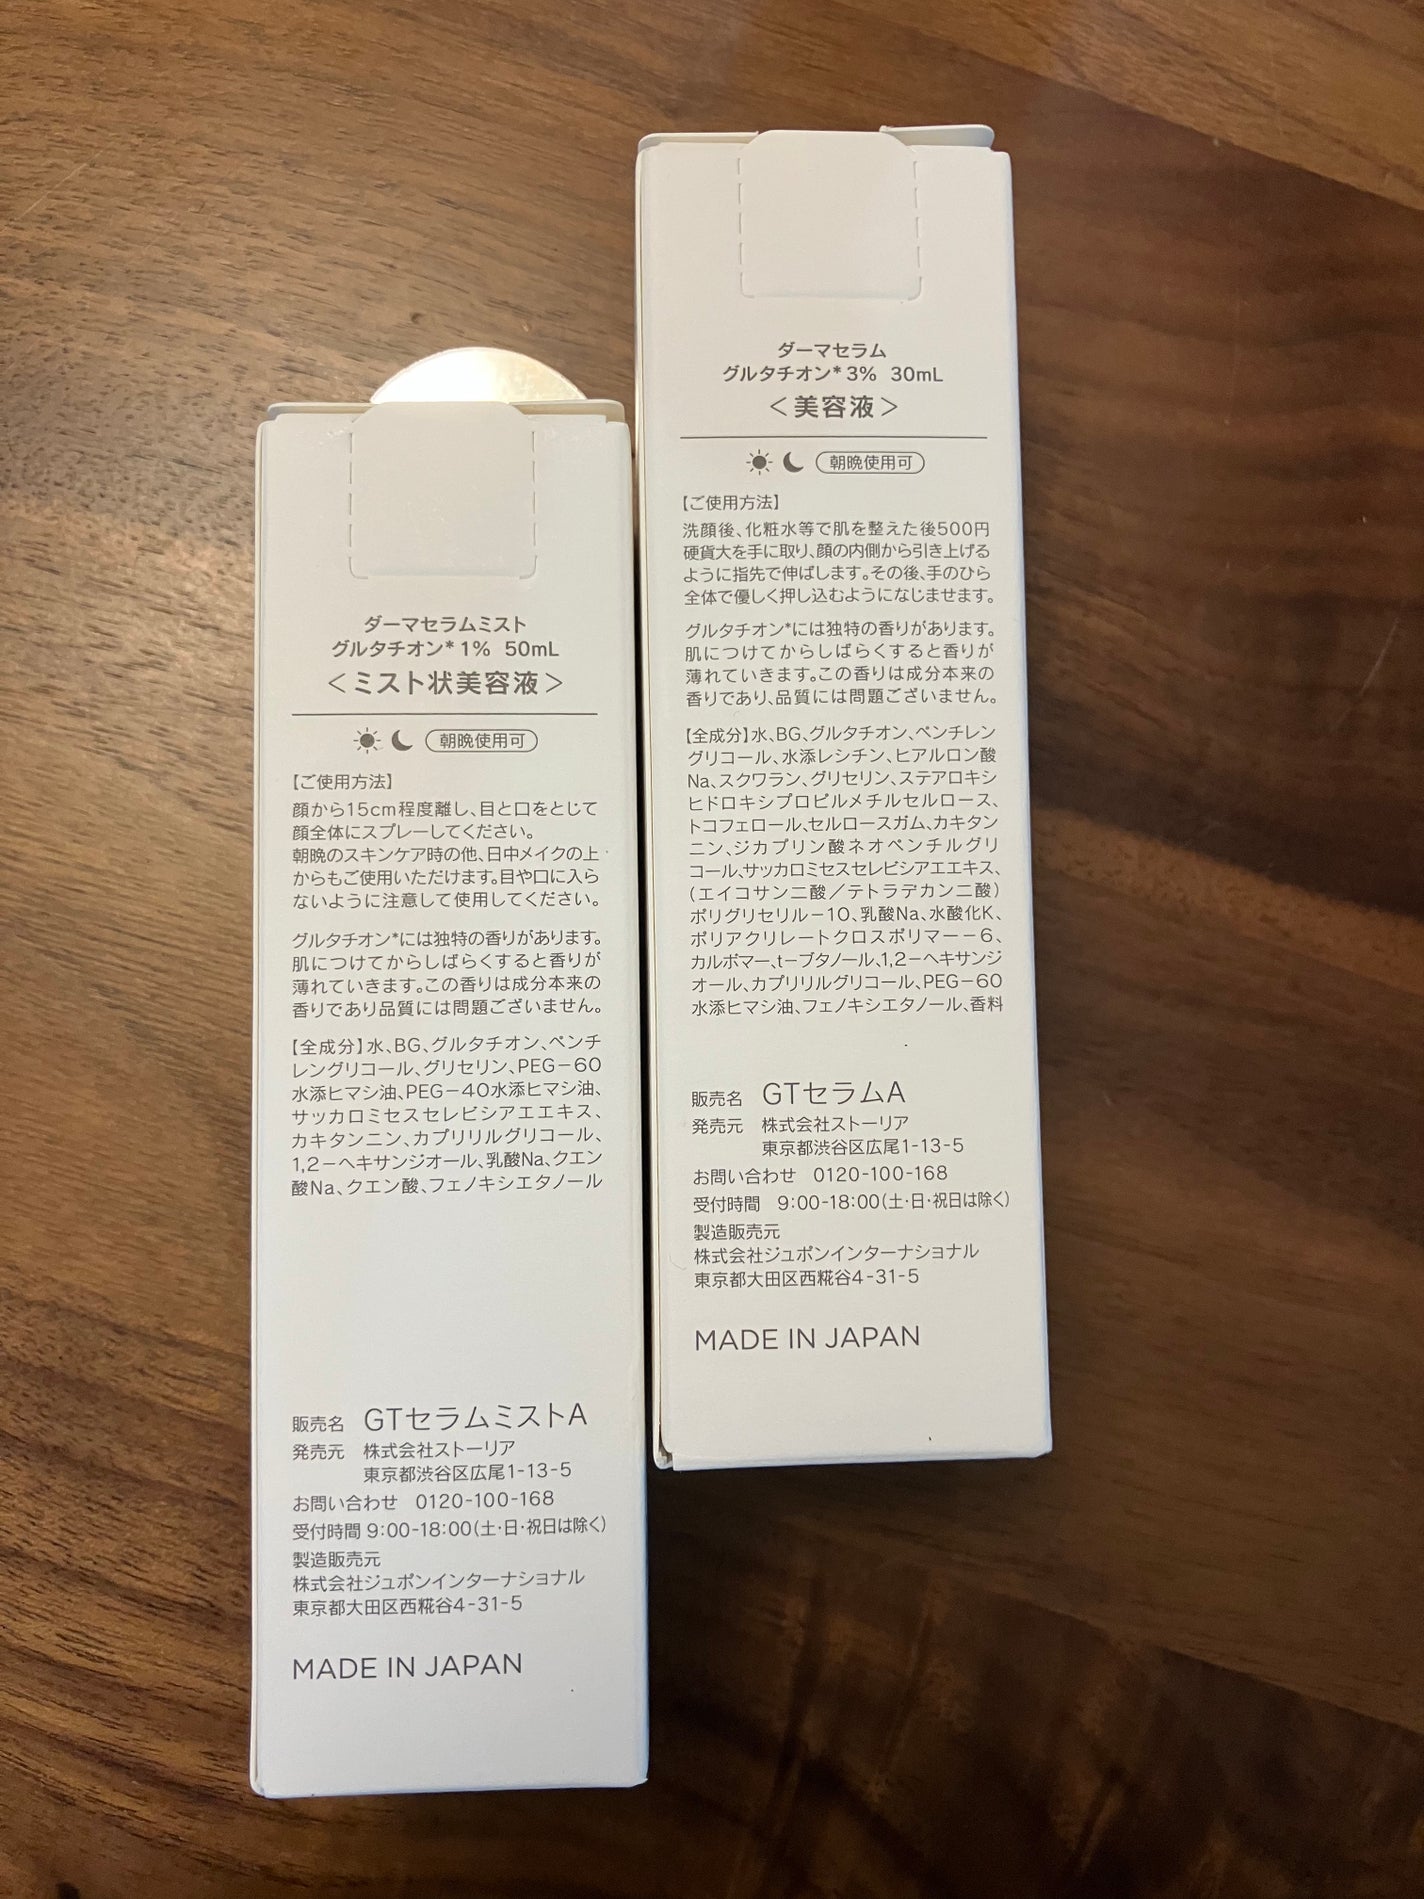 ダーマセラムミスト
グルタチオン*1% 50mL
＜ミスト状美容液＞
朝晩使用可
【ご使用方法】
顔から15cm程度離し、目と口をとじて
顔全体にスプレーしてください。
朝晩のスキンケア時の他、日中メイクの上
からもご使用いただけます。目や口に入ら
ないように注意して使用してください。
グルタチオン*には独特の香りがあります。
肌につけてからしばらくすると香りが
薄れていきます。この香りは成分本来の
香りであり品質には問題ございません。
【全成分】水、BG、グルタチオン、ペンチ
レングリコール、グリセリン、PEG－60
水添ヒマシ油、PEG－40水添ヒマシ油、
サッカロミセスセレビシアエエキス、
カキタンニン、カプリリルグリコール、
1,2－ヘキサンジオール、乳酸Na、クエン
酸Na、クエン酸、フェノキシエタノール
販売名 GTセラムミストA
発売元 株式会社ストーリア
東京都渋谷区広尾1-13-5
お問い合わせ 0120-100-168
受付時間 9:00-18:00(土・日・祝日は除く)
製造販売元
株式会社ジュポンインターナショナル
東京都大田区西糀谷4-31-5
MADE IN JAPAN
ダーマセラム
グルタチオン*3% 30mL
＜美容液＞
朝晩使用可
【ご使用方法】
洗顔後、化粧水等で肌を整えた後500円
硬貨大を手に取り、顔の内側から引き上げる
ように指先で伸ばします。その後、手のひら
全体で優しく押し込むようになじませます。
グルタチオン*には独特の香りがあります。
肌につけてからしばらくすると香りが
薄れていきます。この香りは成分本来の
香りであり、品質には問題ございません。
【全成分】水、BG、グルタチオン、ペンチレン
グリコール、水添レシチン、ヒアルロン酸
Na、スクワラン、グリセリン、ステアロキシ
ヒドロキシプロピルメチルセルロース、
トコフェロール、セルロースガム、カキタン
ニン、ジカプリン酸ネオペンチルグリ
コール、サッカロミセスセレビシアエエキス、
(エイコサン二酸／テトラデカン二酸)
ポリグリセリル－10、乳酸Na、水酸化K、
ポリアクリレートクロスポリマー－6、
カルボマー、t－ブタノール、1,2－ヘキサンジ
オール、カプリリルグリコール、PEG－60
水添ヒマシ油、フェノキシエタノール、香料
販売名 GTセラムA
発売元 株式会社ストーリア
東京都渋谷区広尾1-13-5
お問い合わせ 0120-100-168
受付時間 9:00-18:00(土・日・祝日は除く)
製造販売元
株式会社ジュポンインターナショナル
東京都大田区西糀谷4-31-5
MADE IN JAPAN